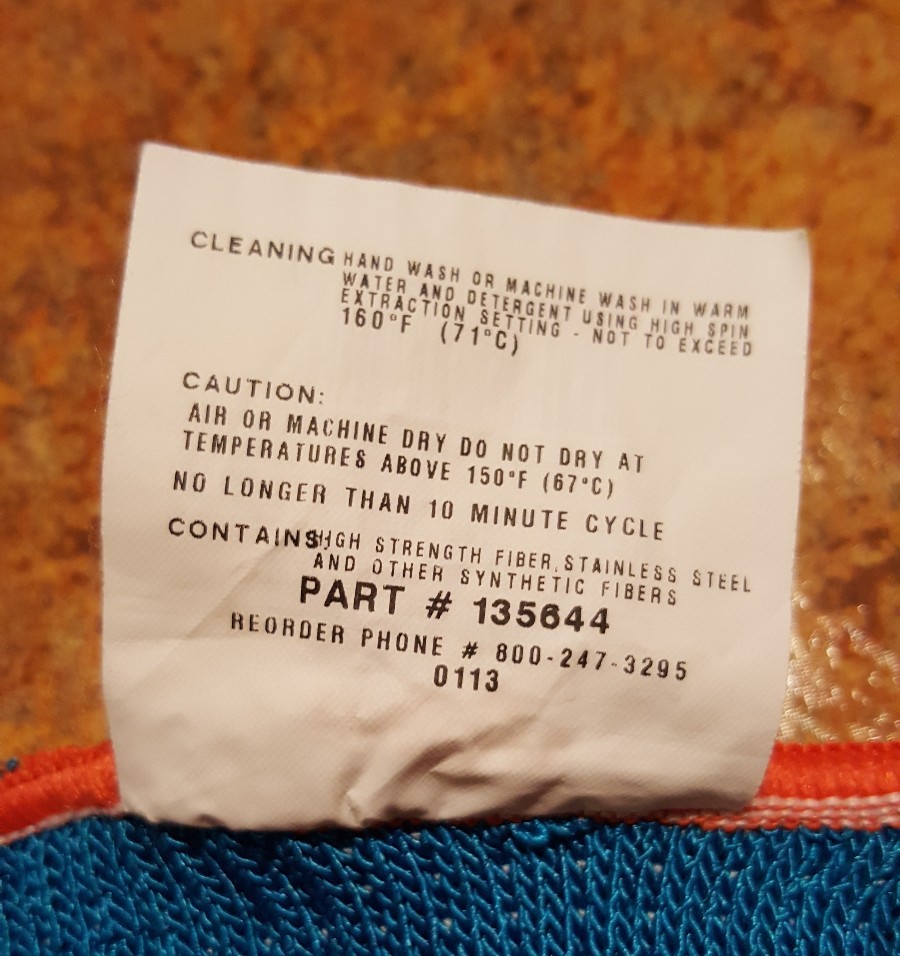 CLEANING HAND WASH OR MACHINE WASH IN WARM
WATER AND DETERGENT USING HIGH SPIN
EXTRACTION SETTING - NOT TO EXCEED
160°F (71°C)
CAUTION:
AIR OR MACHINE DRY DO NOT DRY AT
TEMPERATURES ABOVE 150°F (67°C)
NO LONGER THAN 10 MINUTE CYCLE
CONTAINS: HIGH STRENGTH FIBER, STAINLESS STEEL
AND OTHER SYNTHETIC FIBERS
PART # 135644
REORDER PHONE # 800-247-3295
0113